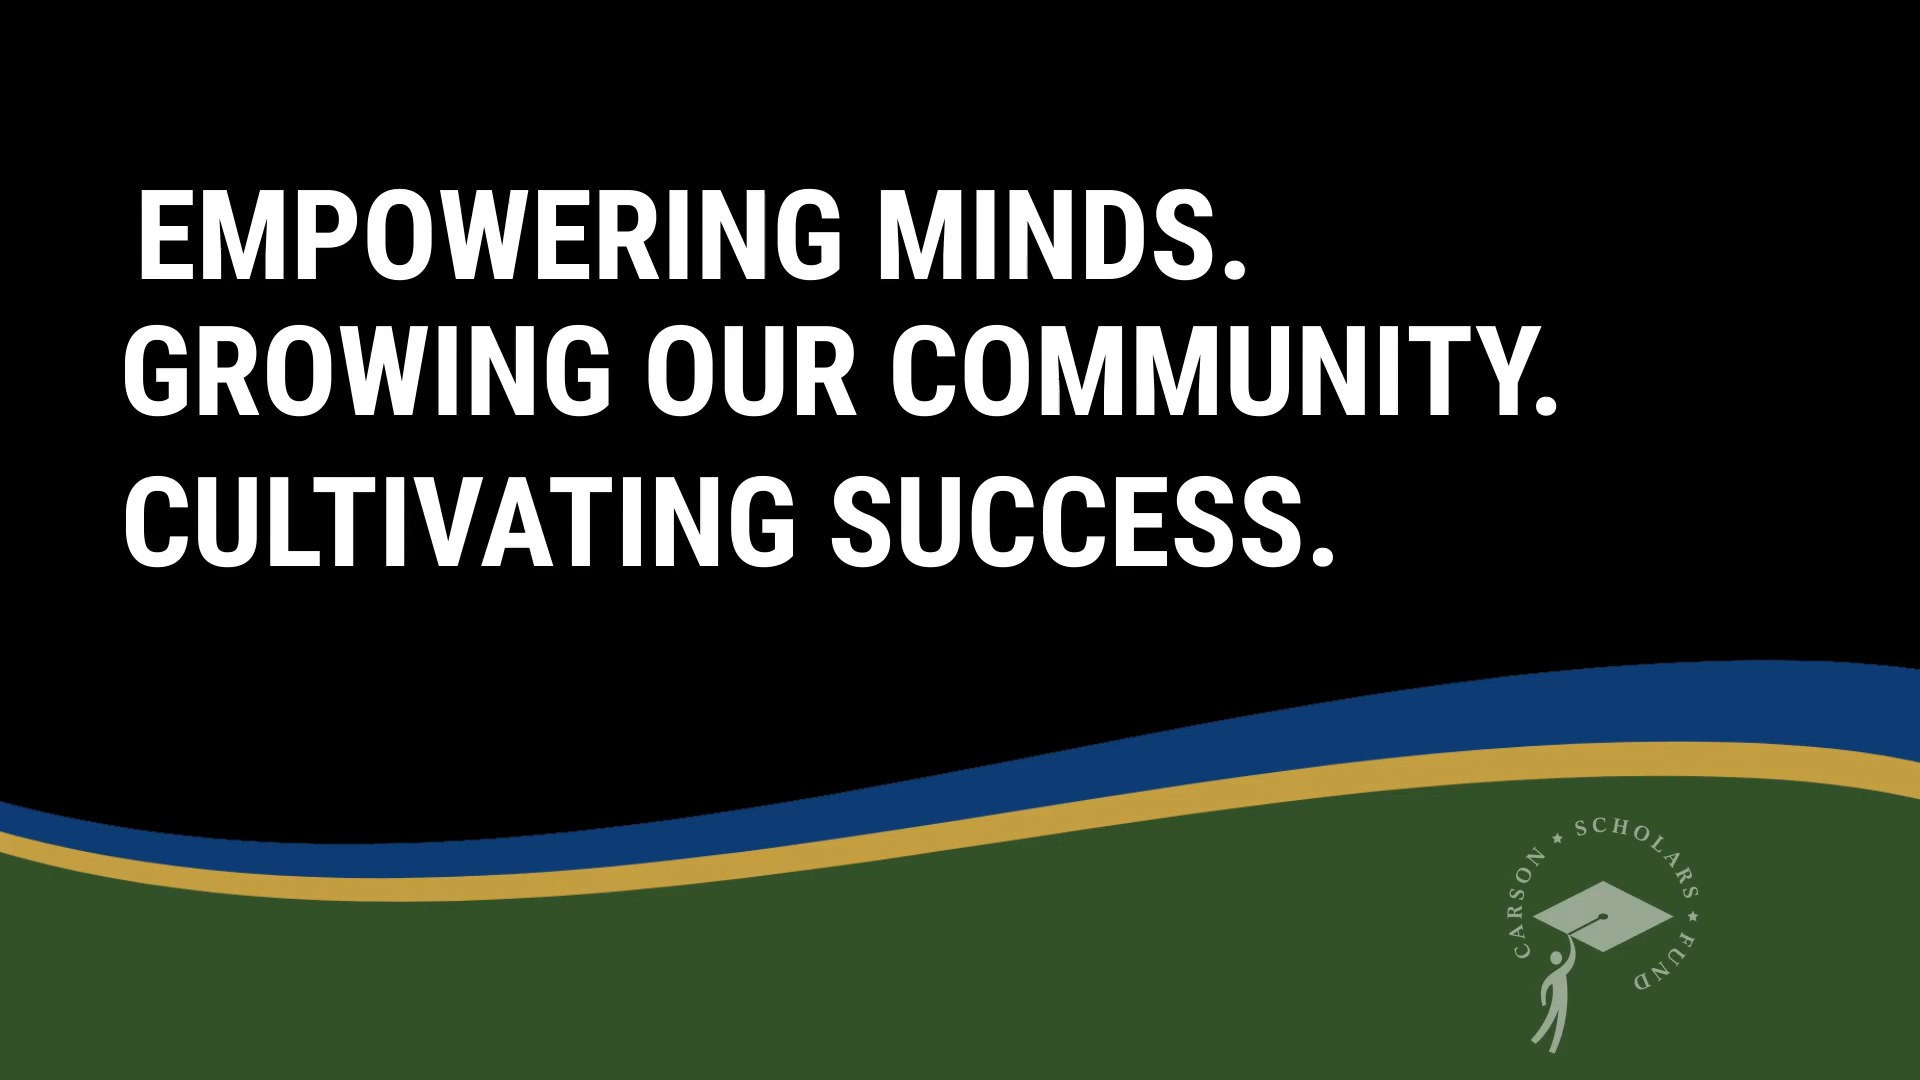 EMPOWERING MINDS.
GROWING OUR COMMUNITY.
CULTIVATING SUCCESS.
CARSON ★ SCHOLARS ★ FUND